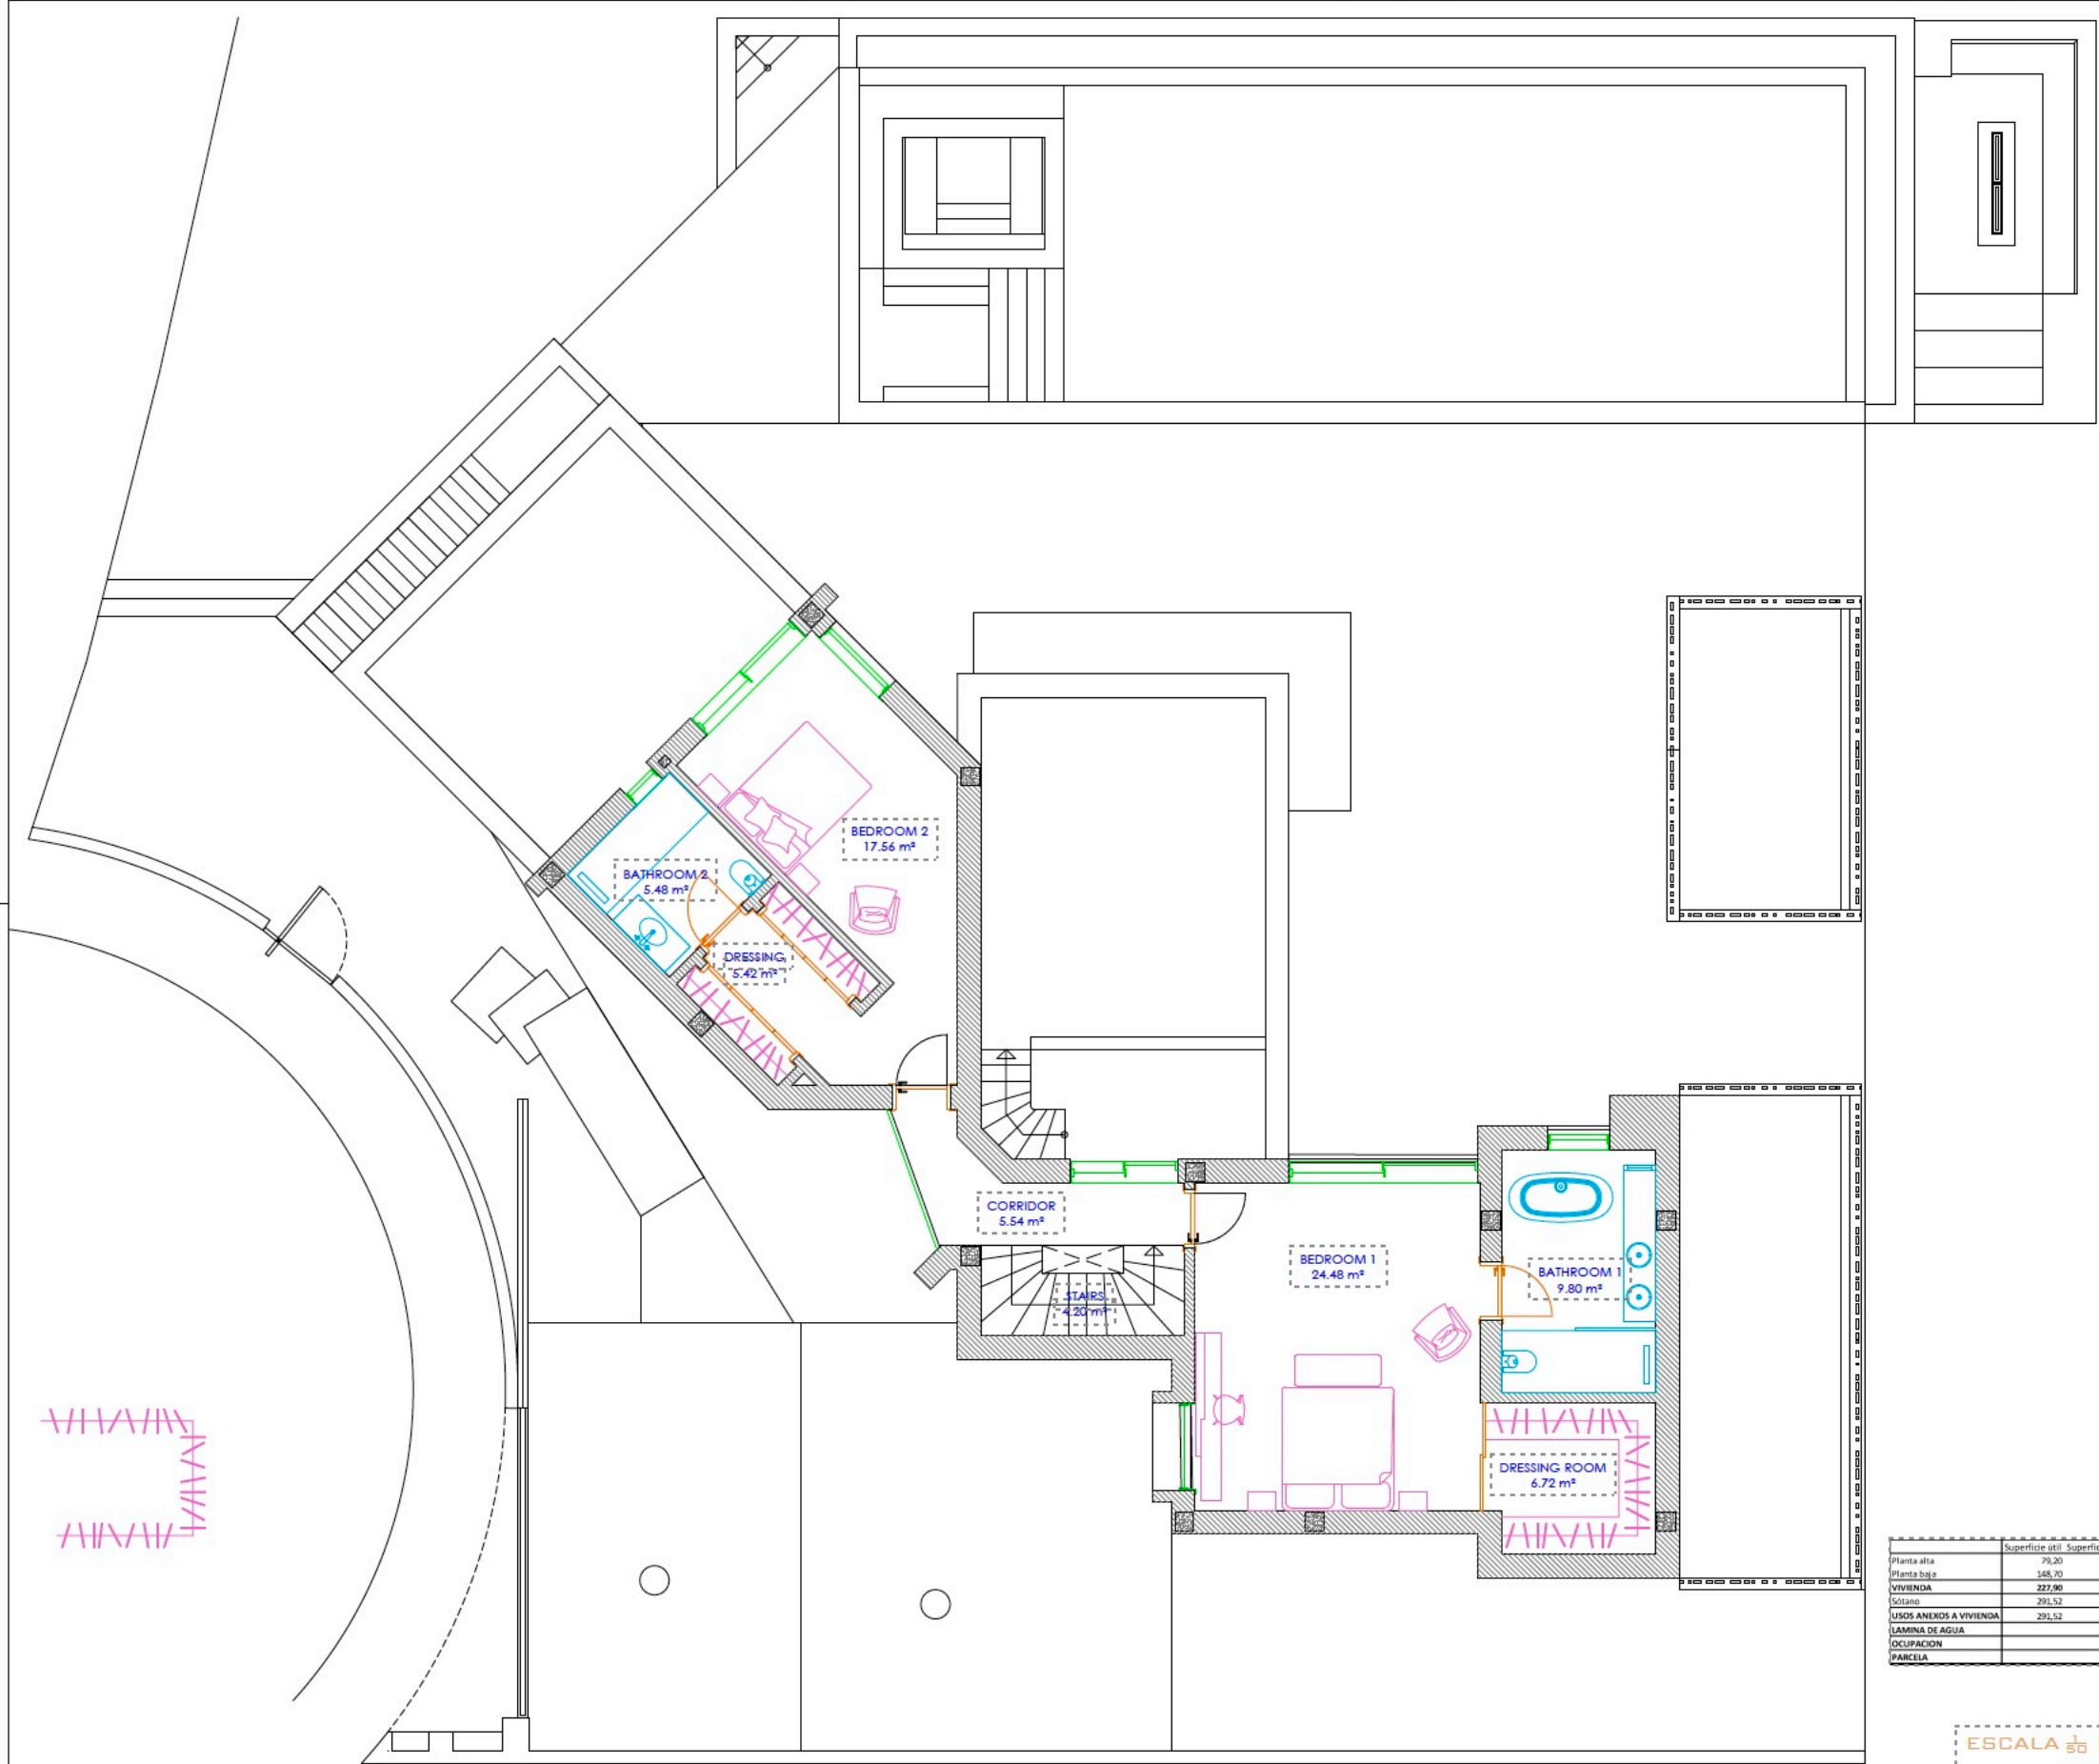 BEDROOM 2
17.56 m²
BATHROOM 2
5.48 m²
DRESSING
5.42 m²
CORRIDOR
5.54 m²
BEDROOM 1
24.48 m²
BATHROOM 1
9.80 m²
STAIRS
4.20 m²
DRESSING ROOM
6.72 m²
Superficie útil Superfic
Planta alta 79,20
Planta baja 148,70
VIVIENDA 227,90
Sótano 291,52
USOS ANEXOS A VIVIENDA 291,52
LAMINA DE AGUA
OCUPACION
PARCELA
ESCALA 1/50